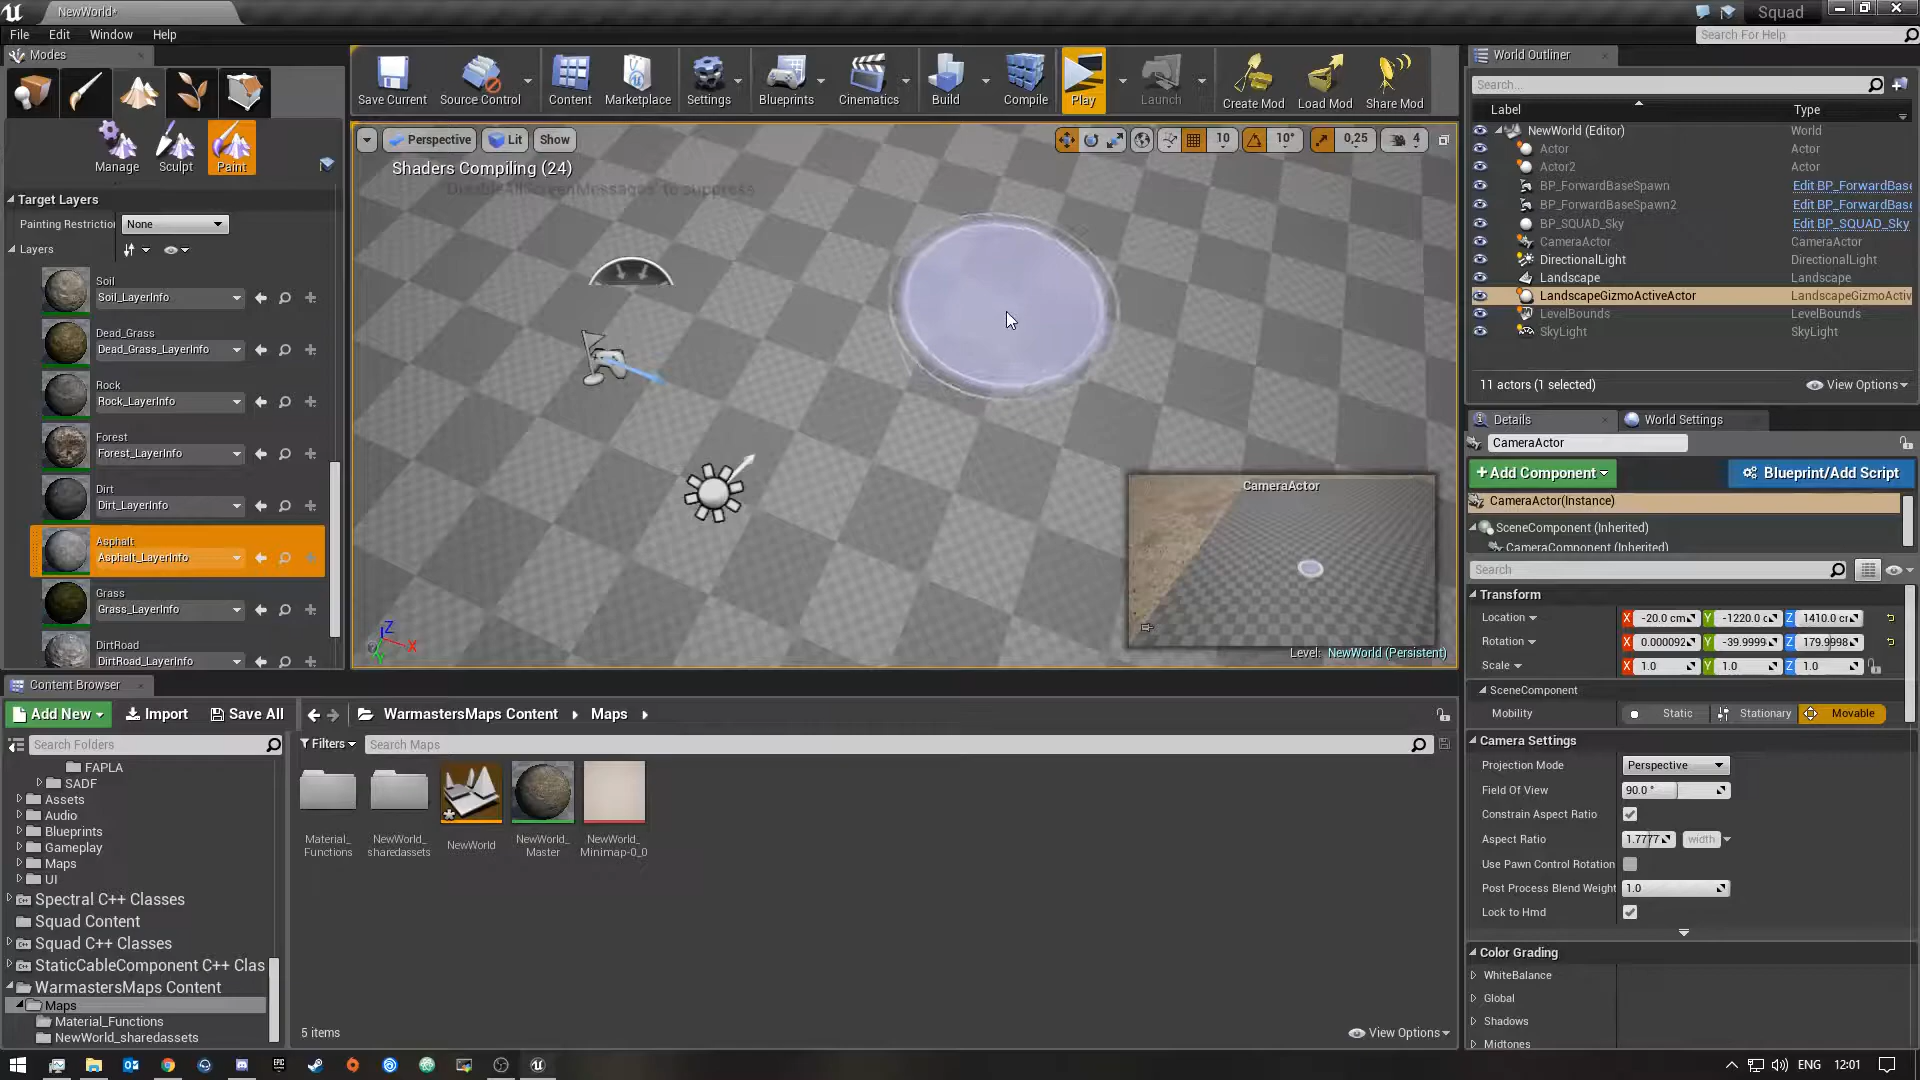 NewWorld*
Squad
File Edit Window Help
Search For Help
Modes
Manage Sculpt Paint
Target Layers
Painting Restrictio None
Layers
Soil
Soil_LayerInfo
Dead_Grass
Dead_Grass_LayerInfo
Rock
Rock_LayerInfo
Forest
Forest_LayerInfo
Dirt
Dirt_LayerInfo
Asphalt
Asphalt_LayerInfo
Grass
Grass_LayerInfo
DirtRoad
DirtRoad_LayerInfo
Save Current Source Control Content Marketplace Settings Blueprints Cinematics Build Compile Play Launch Create Mod Load Mod Share Mod
Perspective Lit Show
10 10° 0,25 4
Shaders Compiling (24)
'DisableAllScreenMessages' to suppress
CameraActor
Z
X
Y
Level: NewWorld (Persistent)
World Outliner
Search...
Label Type
NewWorld (Editor) World
Actor Actor
Actor2 Actor
BP_ForwardBaseSpawn Edit BP_ForwardBase
BP_ForwardBaseSpawn2 Edit BP_ForwardBase
BP_SQUAD_Sky Edit BP_SQUAD_Sky
CameraActor CameraActor
DirectionalLight DirectionalLight
Landscape Landscape
LandscapeGizmoActiveActor LandscapeGizmoActiv
LevelBounds LevelBounds
SkyLight SkyLight
11 actors (1 selected) View Options
Details World Settings
CameraActor
+Add Component Blueprint/Add Script
CameraActor(Instance)
SceneComponent (Inherited)
CameraComponent (Inherited)
Search
Transform
Location X -20.0 cm Y -1220.0 c Z 1410.0 cm
Rotation X 0.000092 Y -39.9999 Z 179.9998
Scale X 1.0 Y 1.0 Z 1.0
SceneComponent
Mobility Static Stationary Movable
Camera Settings
Projection Mode Perspective
Field Of View 90.0 °
Constrain Aspect Ratio
Aspect Ratio 1.7777 width
Use Pawn Control Rotation
Post Process Blend Weight 1.0
Lock to Hmd
Color Grading
WhiteBalance
Global
Shadows
Midtones
Content Browser
Add New Import Save All WarmastersMaps Content Maps
Search Folders
Filters Search Maps
FAPLA
SADF
Assets
Audio
Blueprints
Gameplay
Maps
UI
Spectral C++ Classes
Squad Content
Squad C++ Classes
StaticCableComponent C++ Clas
WarmastersMaps Content
Maps
Material_Functions
NewWorld_sharedassets
Material_
Functions
NewWorld_
sharedassets
NewWorld
NewWorld_
Master
NewWorld_
Minimap-0_0
5 items View Options
EPIC
ENG 12:01